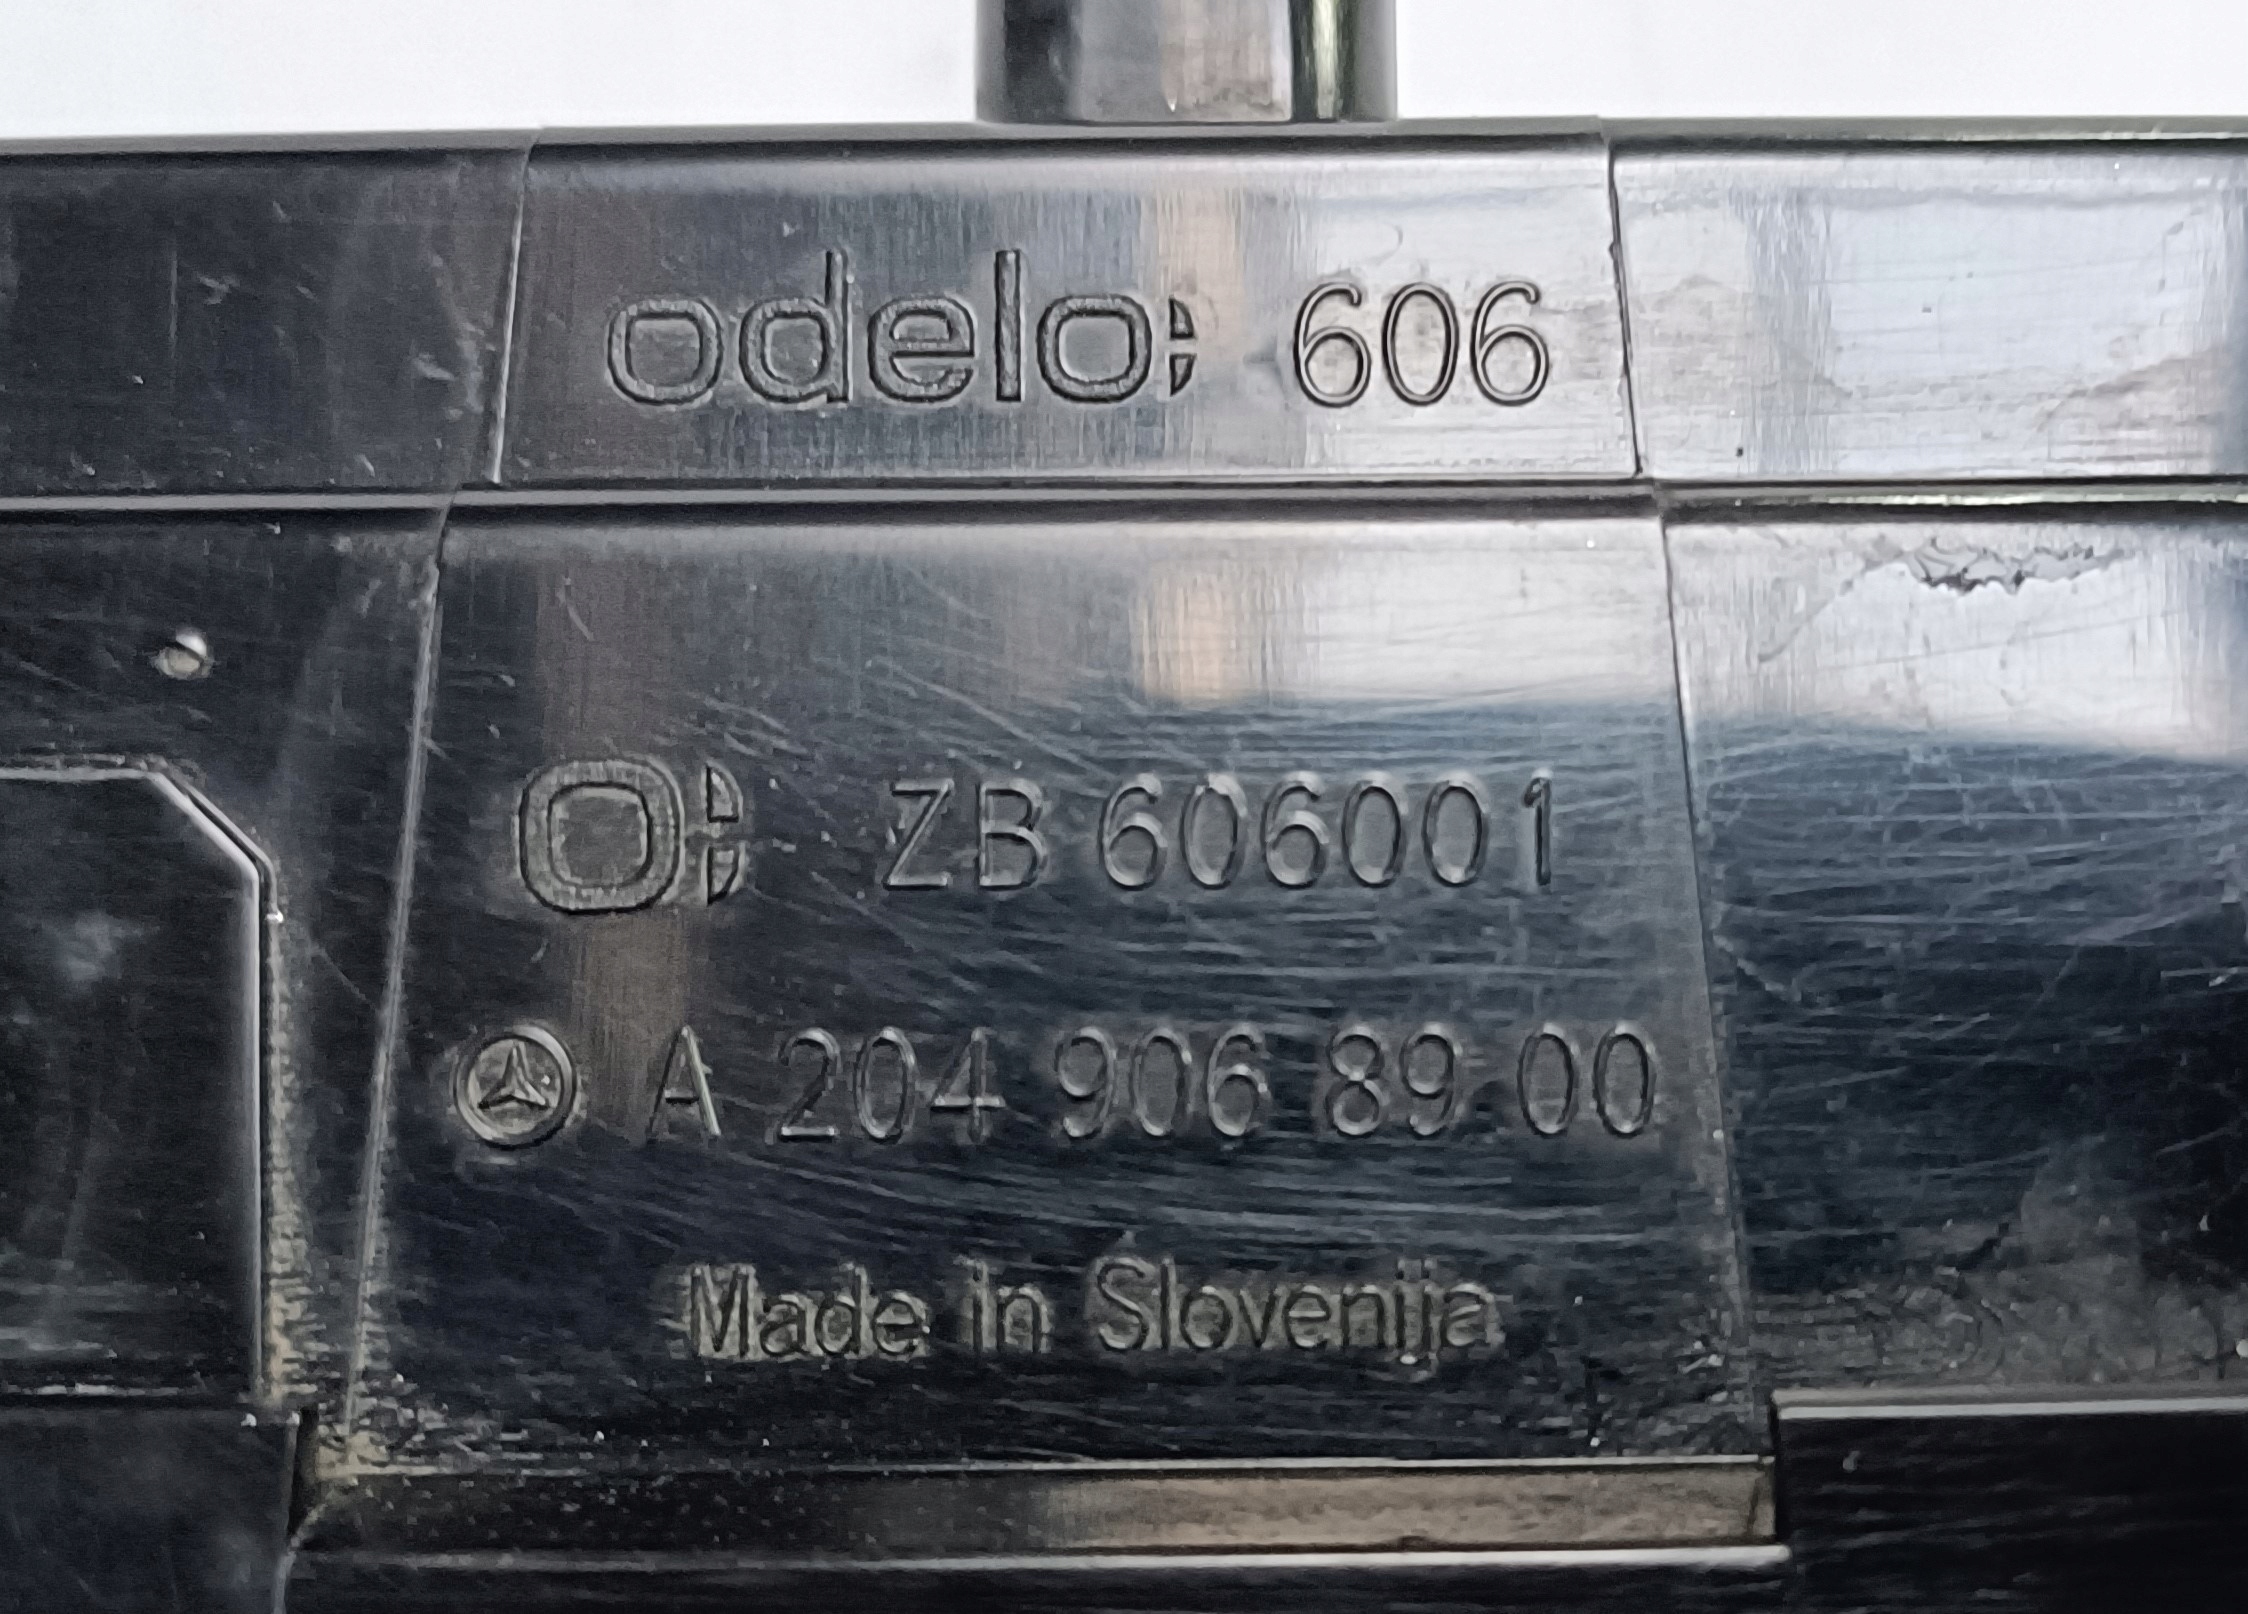 odelo: 606
ZB 606001
A 204 906 89 00
Made in Slovenija